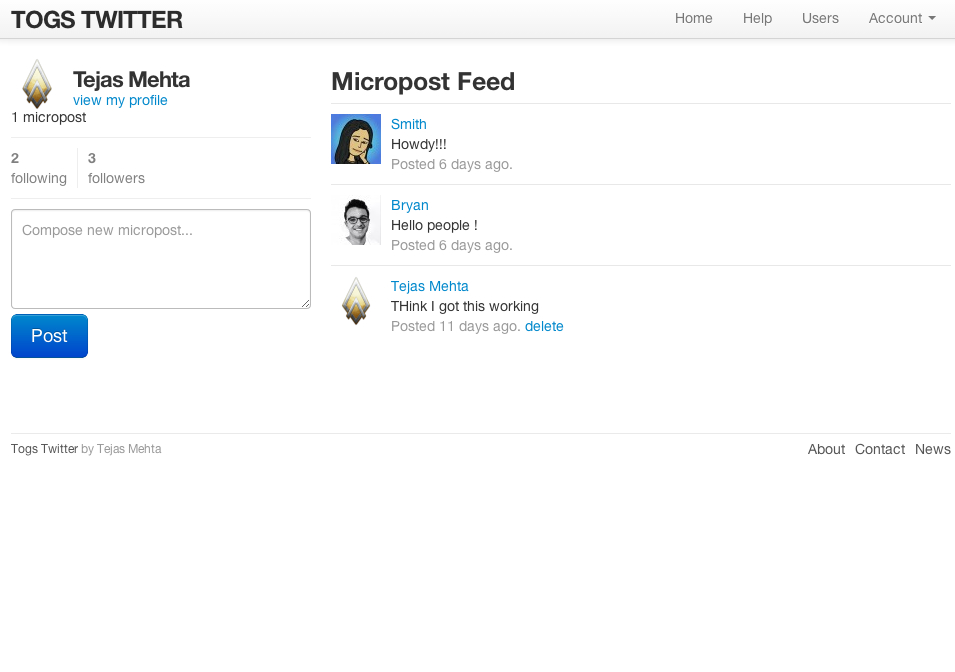 TOGS TWITTER
Home Help Users Account
Tejas Mehta
view my profile
1 micropost
2 following
3 followers
Compose new micropost...
Post
Micropost Feed
Smith
Howdy!!!
Posted 6 days ago.
Bryan
Hello people !
Posted 6 days ago.
Tejas Mehta
THink I got this working
Posted 11 days ago. delete
Togs Twitter by Tejas Mehta
About Contact News